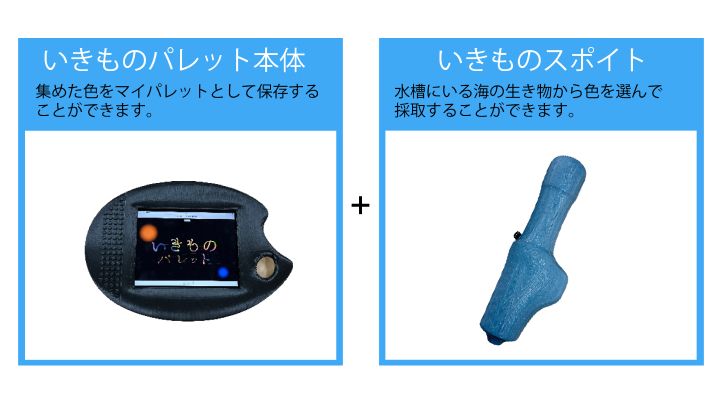 いきものパレット本体
集めた色をマイパレットとして保存する
ことができます。
いきものスポイト
水槽にいる海の生き物から色を選んで
採取することができます。
+
いきもの
パレット